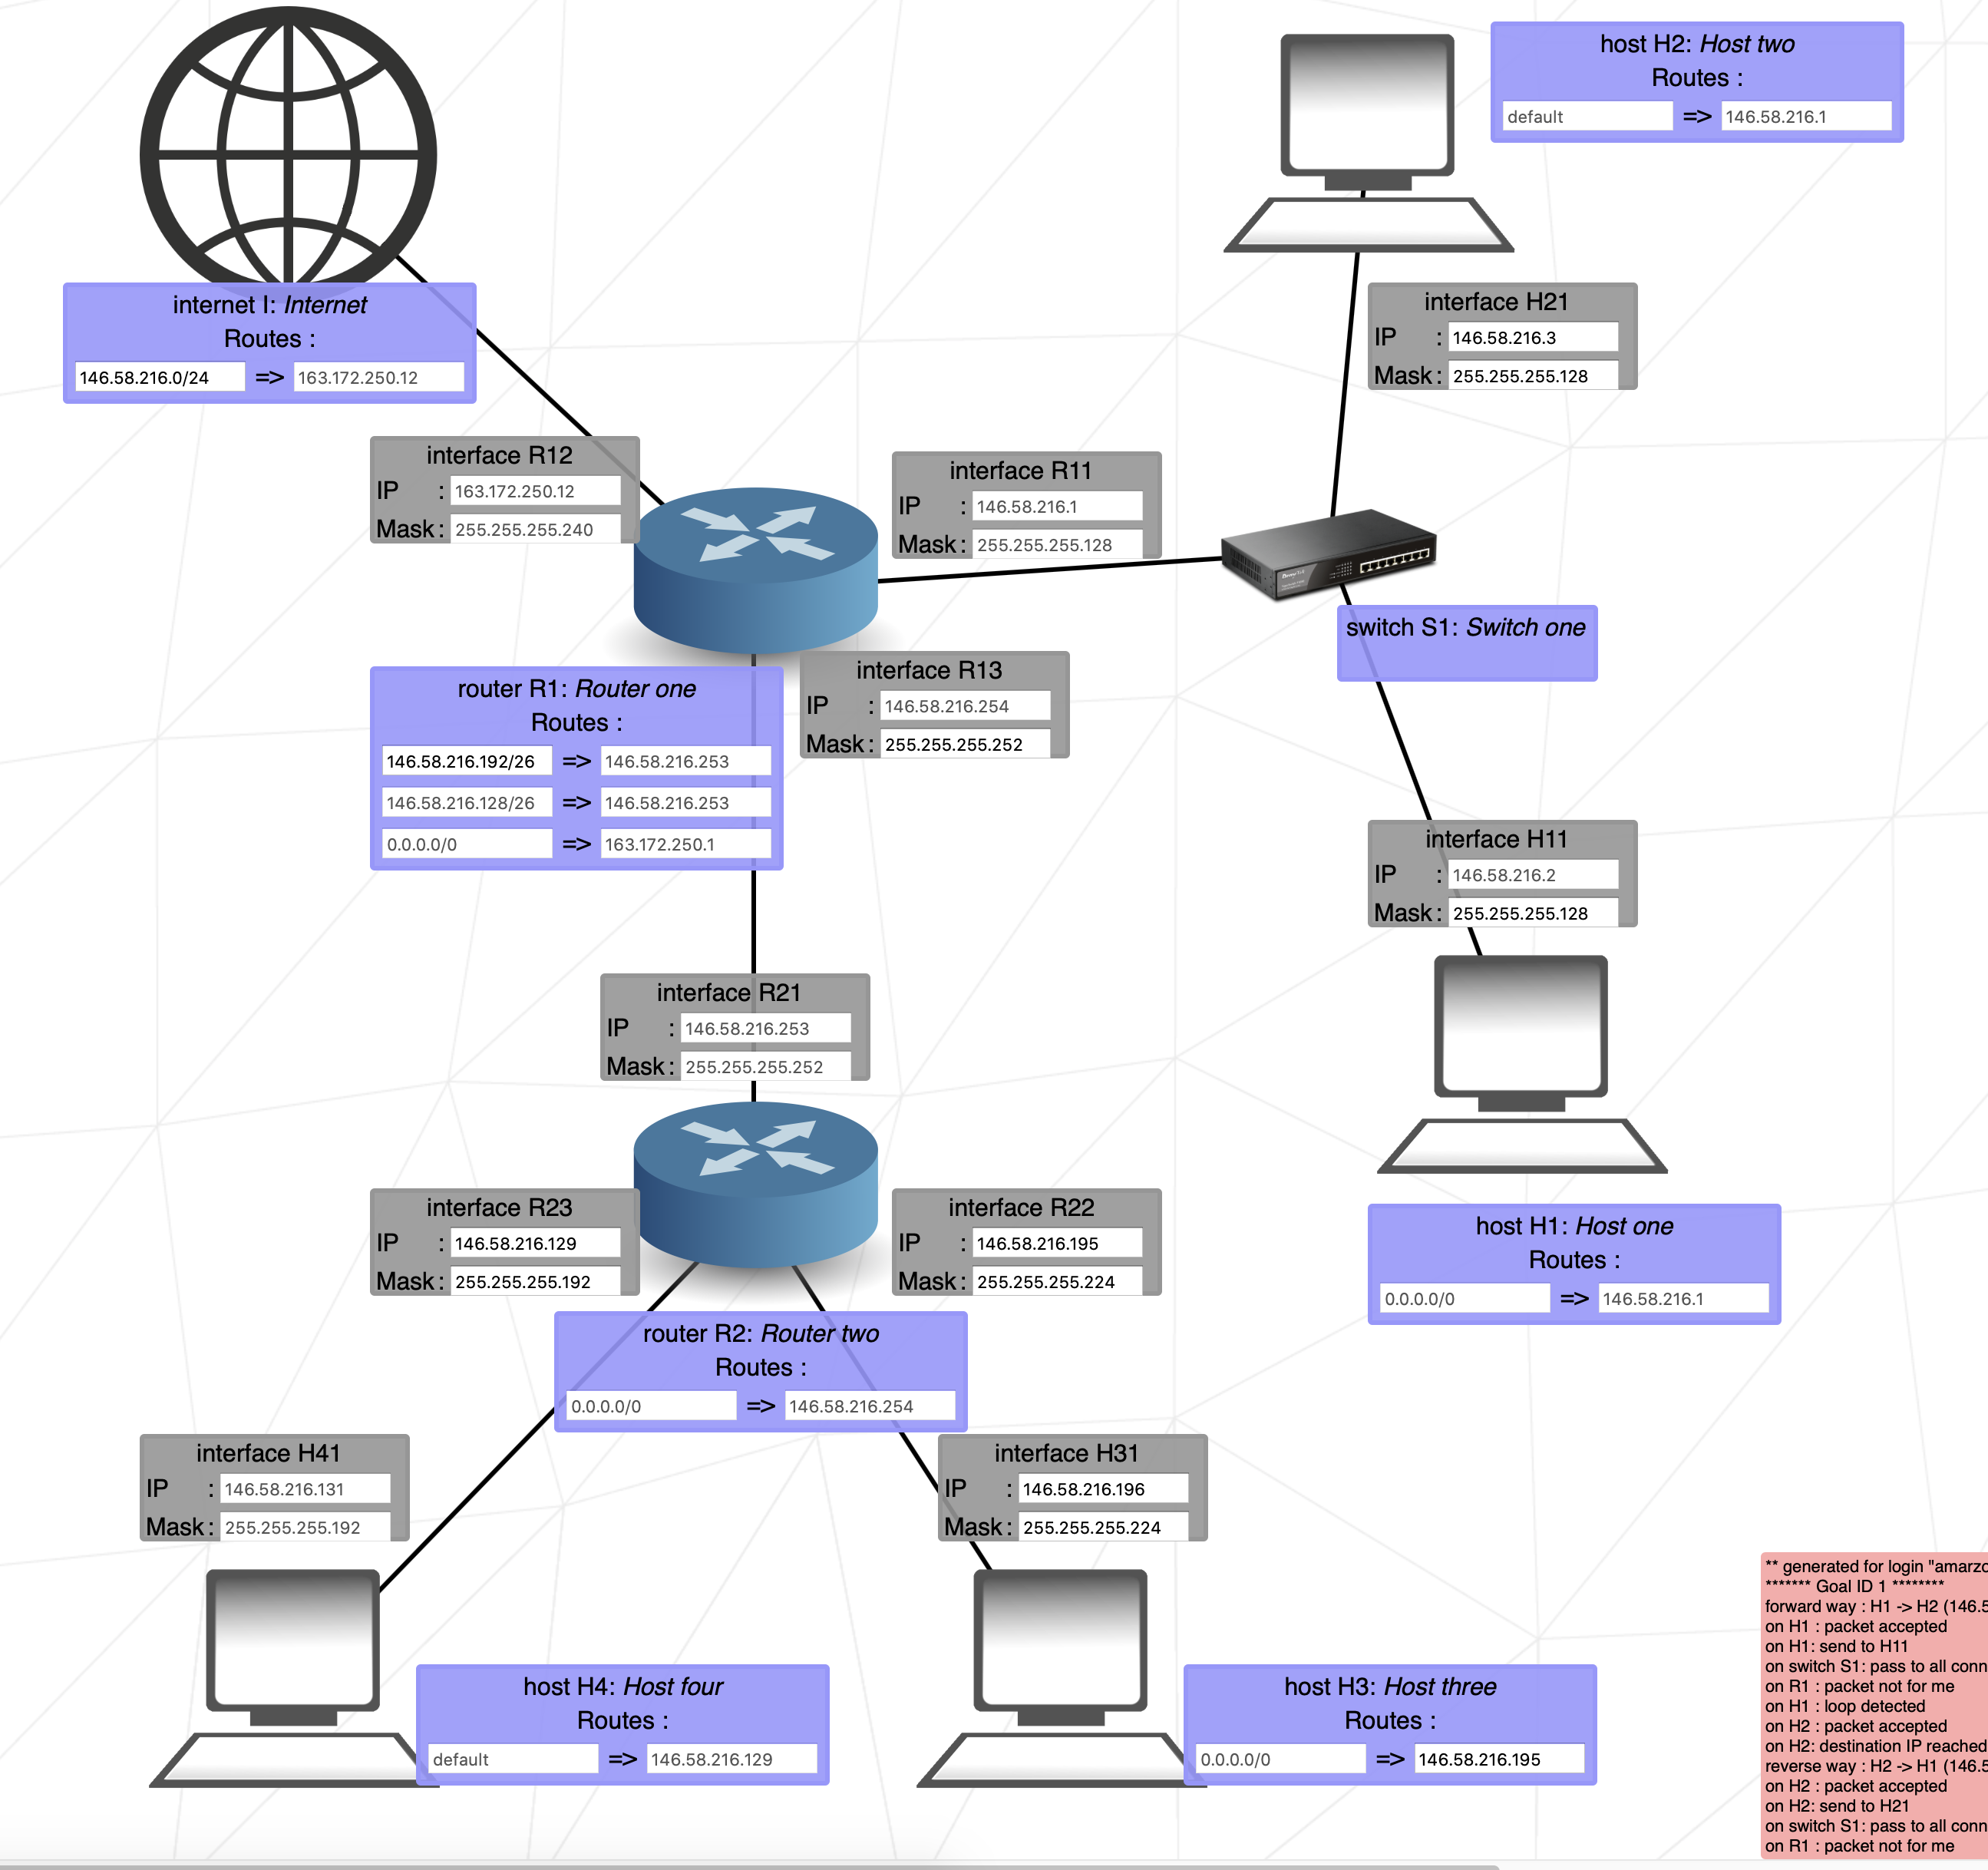 host H2: Host two
Routes :
default => 146.58.216.1
internet I: Internet
Routes :
146.58.216.0/24 => 163.172.250.12
interface H21
IP : 146.58.216.3
Mask : 255.255.255.128
interface R12
IP : 163.172.250.12
Mask : 255.255.255.240
interface R11
IP : 146.58.216.1
Mask : 255.255.255.128
switch S1: Switch one
interface R13
IP : 146.58.216.254
Mask : 255.255.255.252
router R1: Router one
Routes :
146.58.216.192/26 => 146.58.216.253
146.58.216.128/26 => 146.58.216.253
0.0.0.0/0 => 163.172.250.1
interface H11
IP : 146.58.216.2
Mask : 255.255.255.128
interface R21
IP : 146.58.216.253
Mask : 255.255.255.252
interface R23
IP : 146.58.216.129
Mask : 255.255.255.192
interface R22
IP : 146.58.216.195
Mask : 255.255.255.224
host H1: Host one
Routes :
0.0.0.0/0 => 146.58.216.1
router R2: Router two
Routes :
0.0.0.0/0 => 146.58.216.254
interface H41
IP : 146.58.216.131
Mask : 255.255.255.192
interface H31
IP : 146.58.216.196
Mask : 255.255.255.224
host H4: Host four
Routes :
default => 146.58.216.129
host H3: Host three
Routes :
0.0.0.0/0 => 146.58.216.195
** generated for login "amarzo
******* Goal ID 1 ********
forward way : H1 -> H2 (146.5
on H1 : packet accepted
on H1: send to H11
on switch S1: pass to all conn
on R1 : packet not for me
on H1 : loop detected
on H2 : packet accepted
on H2: destination IP reached
reverse way : H2 -> H1 (146.5
on H2 : packet accepted
on H2: send to H21
on switch S1: pass to all conn
on R1 : packet not for me